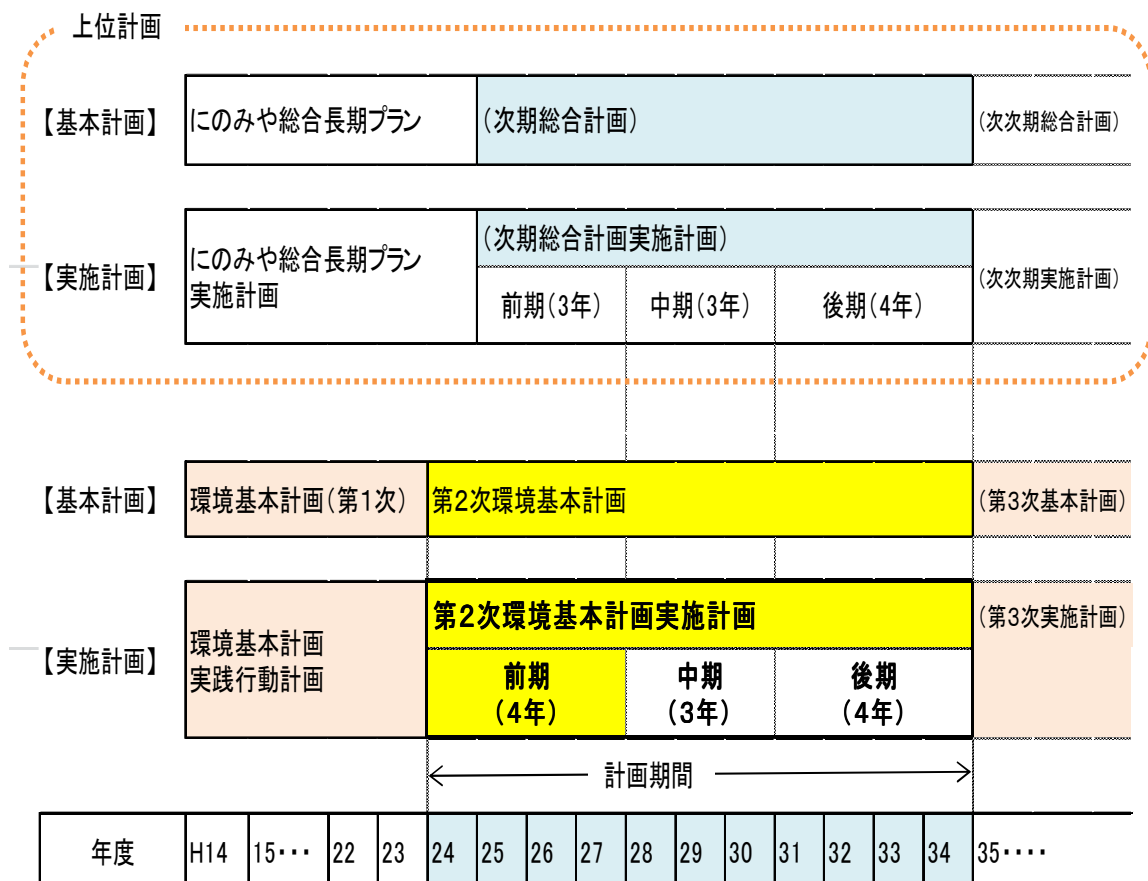 上位計画
【基本計画】 にのみや総合長期プラン (次期総合計画) (次次期総合計画)
(次期総合計画実施計画)
【実施計画】 にのみや総合長期プラン
実施計画
(次次期実施計画)
前期(3年) 中期(3年) 後期(4年)
【基本計画】 環境基本計画(第1次) 第2次環境基本計画 (第3次基本計画)
第2次環境基本計画実施計画 (第3次実施計画)
【実施計画】 環境基本計画
実践行動計画
前期 中期 後期
(4年) (3年) (4年)
計画期間
年度 H14 15・・・ 22 23 24 25 26 27 28 29 30 31 32 33 34 35・・・・